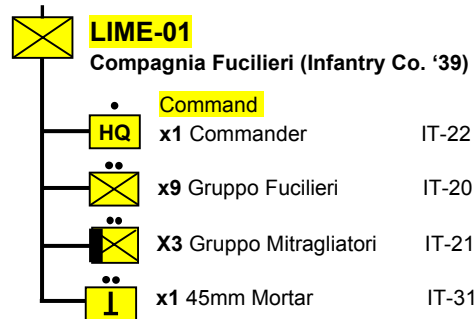 LIME-01
Compagnia Fucilieri (Infantry Co. ‘39)
Command
HQ x1 Commander IT-22
x9 Gruppo Fucilieri IT-20
X3 Gruppo Mitragliatori IT-21
x1 45mm Mortar IT-31